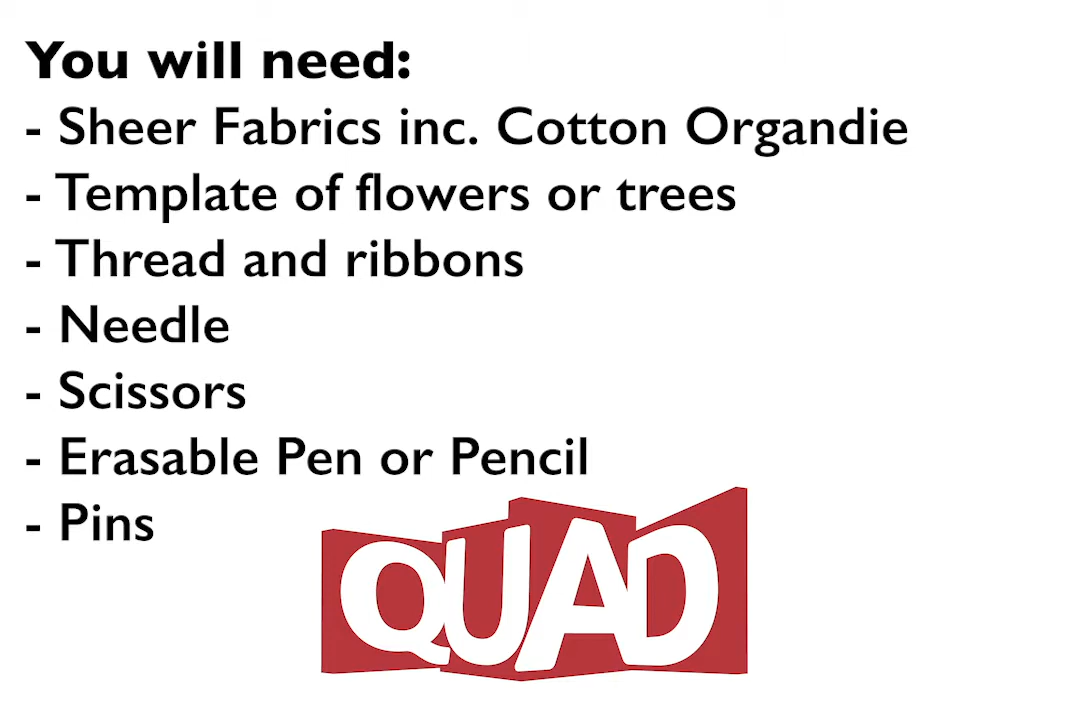 You will need:
- Sheer Fabrics inc. Cotton Organdie
- Template of flowers or trees
- Thread and ribbons
- Needle
- Scissors
- Erasable Pen or Pencil
- Pins
QUAD